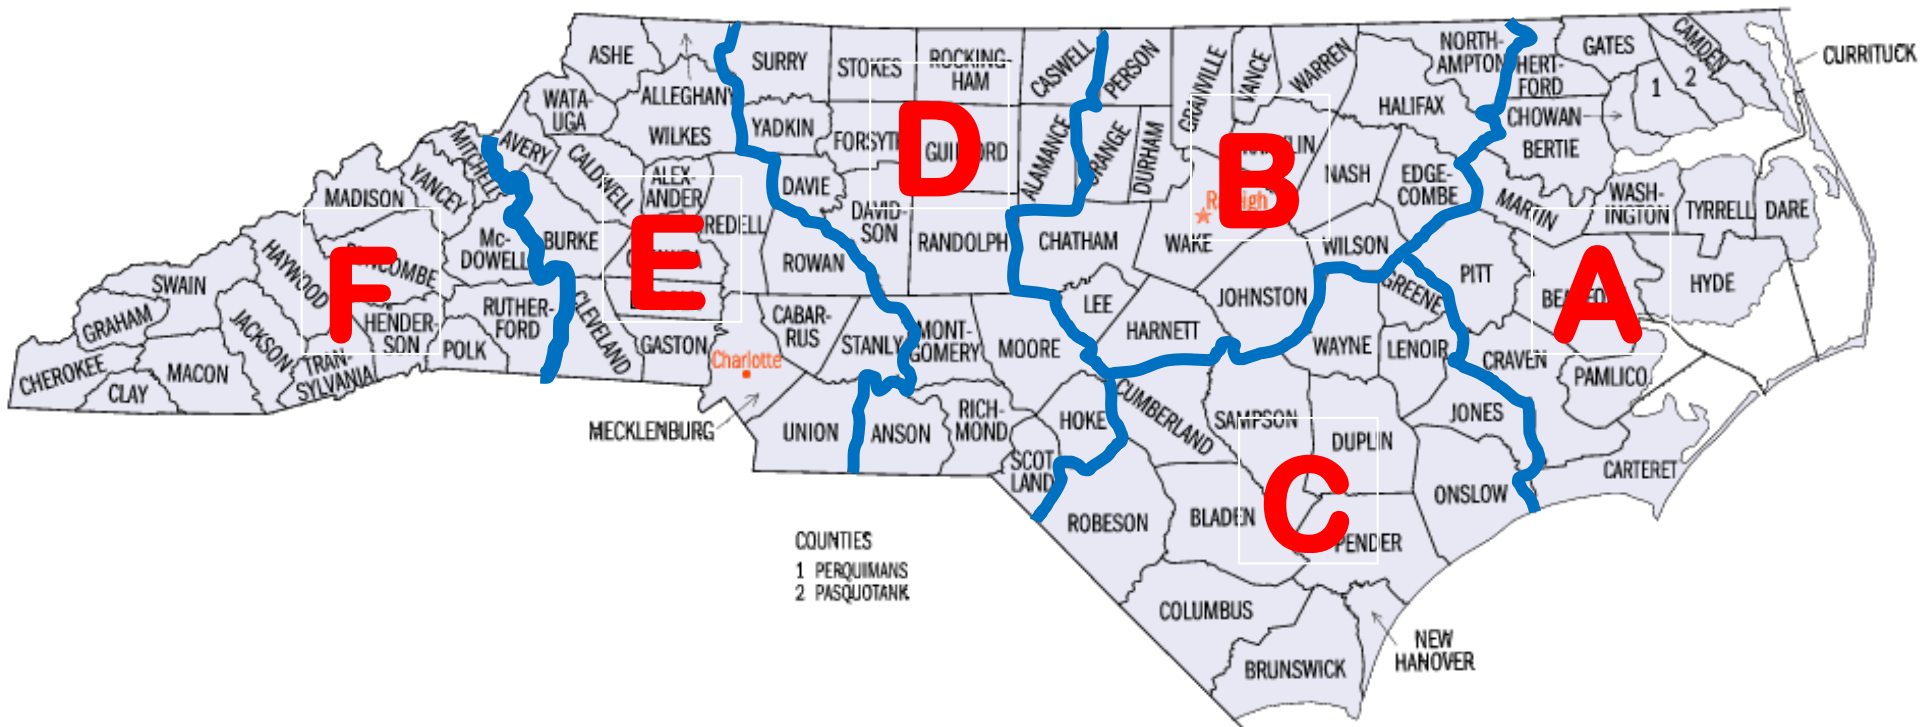 ASHE
ALLEGHANY
SURRY
STOKES
ROCKING-
HAM
CASWELL
PERSON
GRANVILLE
VANCE
WARREN
NORTH-
AMPTON
HERT-
FORD
GATES
CAMDEN
CURRITUCK
1
2
WATA-
UGA
WILKES
YADKIN
FORSYTH
D
ALAMANCE
ORANGE
DURHAM
B
NASH
HALIFAX
EDGE-
COMBE
CHOWAN
BERTIE
MARTIN
WASH-
INGTON
TYRRELL
DARE
MITCHELL
AVERY
CALDWELL
ALEX-
ANDER
IREDELL
DAVIE
DAVID-
SON
RANDOLPH
CHATHAM
WAKE
Raleigh
WILSON
PITT
A
HYDE
MADISON
YANCEY
Mc-
DOWELL
BURKE
E
ROWAN
HAYWOOD
F
SWAIN
GRAHAM
JACKSON
HENDER-
SON
RUTHER-
FORD
POLK
CLEVELAND
GASTON
Charlotte
CABAR-
RUS
STANLY
MONT-
GOMERY
MOORE
LEE
HARNETT
JOHNSTON
GREENE
WAYNE
LENOIR
CRAVEN
PAMLICO
CHEROKEE
CLAY
MACON
TRAN-
SYLVANIA
MECKLENBURG
UNION
ANSON
RICH-
MOND
HOKE
CUMBERLAND
SAMPSON
DUPLIN
JONES
CARTERET
SCOT
LAND
ROBESON
BLADEN
C
PENDER
ONSLOW
COLUMBUS
BRUNSWICK
NEW
HANOVER
COUNTIES
1 PERQUIMANS
2 PASQUOTANK